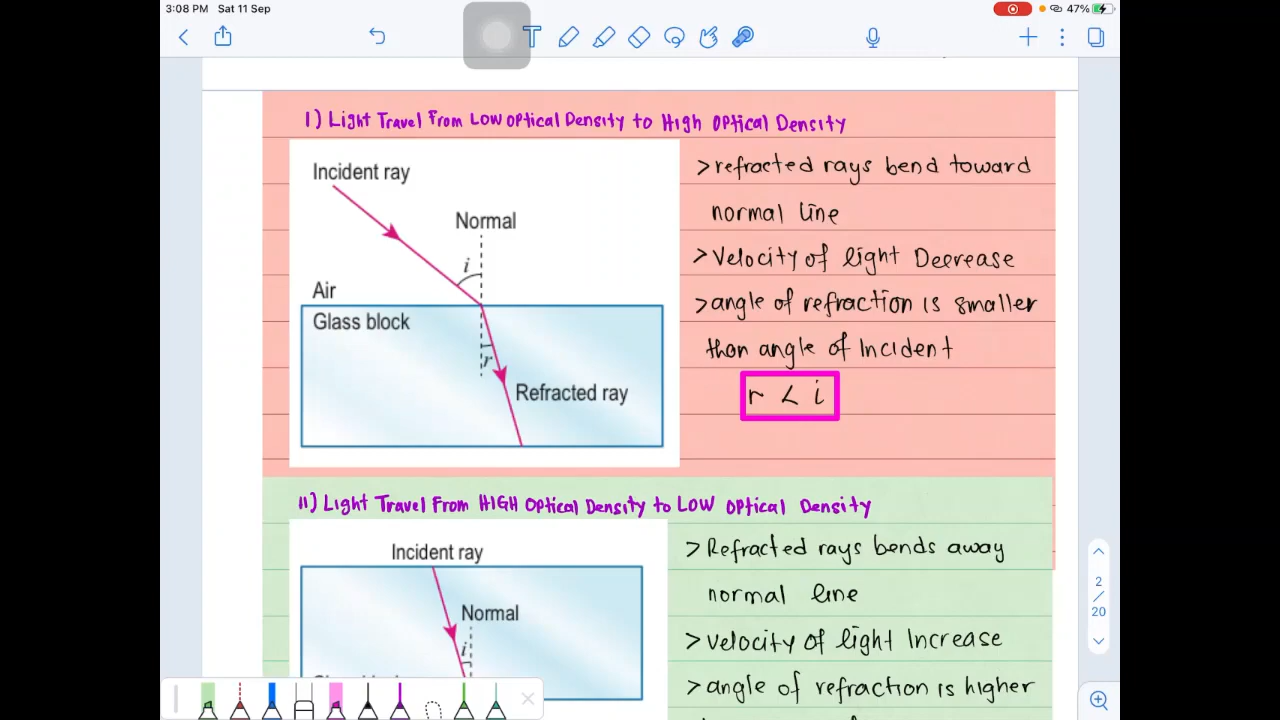 3:08 PM Sat 11 Sep
47%
T
I) Light Travel From Low Optical Density to High Optical Density
Incident ray
Normal
i
Air
Glass block
r
Refracted ray
>refracted rays bend toward
normal line
>Velocity of light Decrease
>angle of refraction is smaller
than angle of Incident
r < i
II) Light Travel From HIGH Optical Density to LOW Optical Density
Incident ray
Normal
i
>Refracted rays bends away
normal line
>velocity of light Increase
>angle of refraction is higher
2
/
20